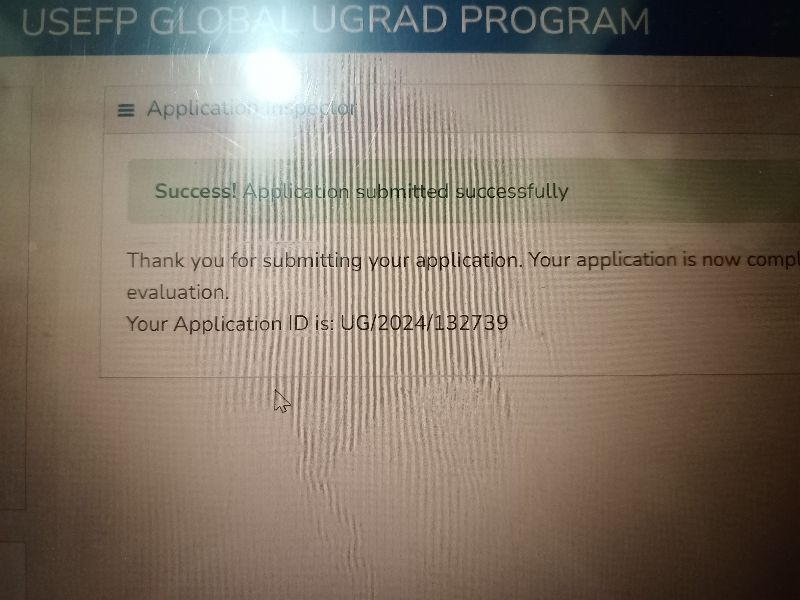 USEFP GLOBAL UGRAD PROGRAM
Application Inspector
Success! Application submitted successfully
Thank you for submitting your application. Your application is now compl
evaluation.
Your Application ID is: UG/2024/132739